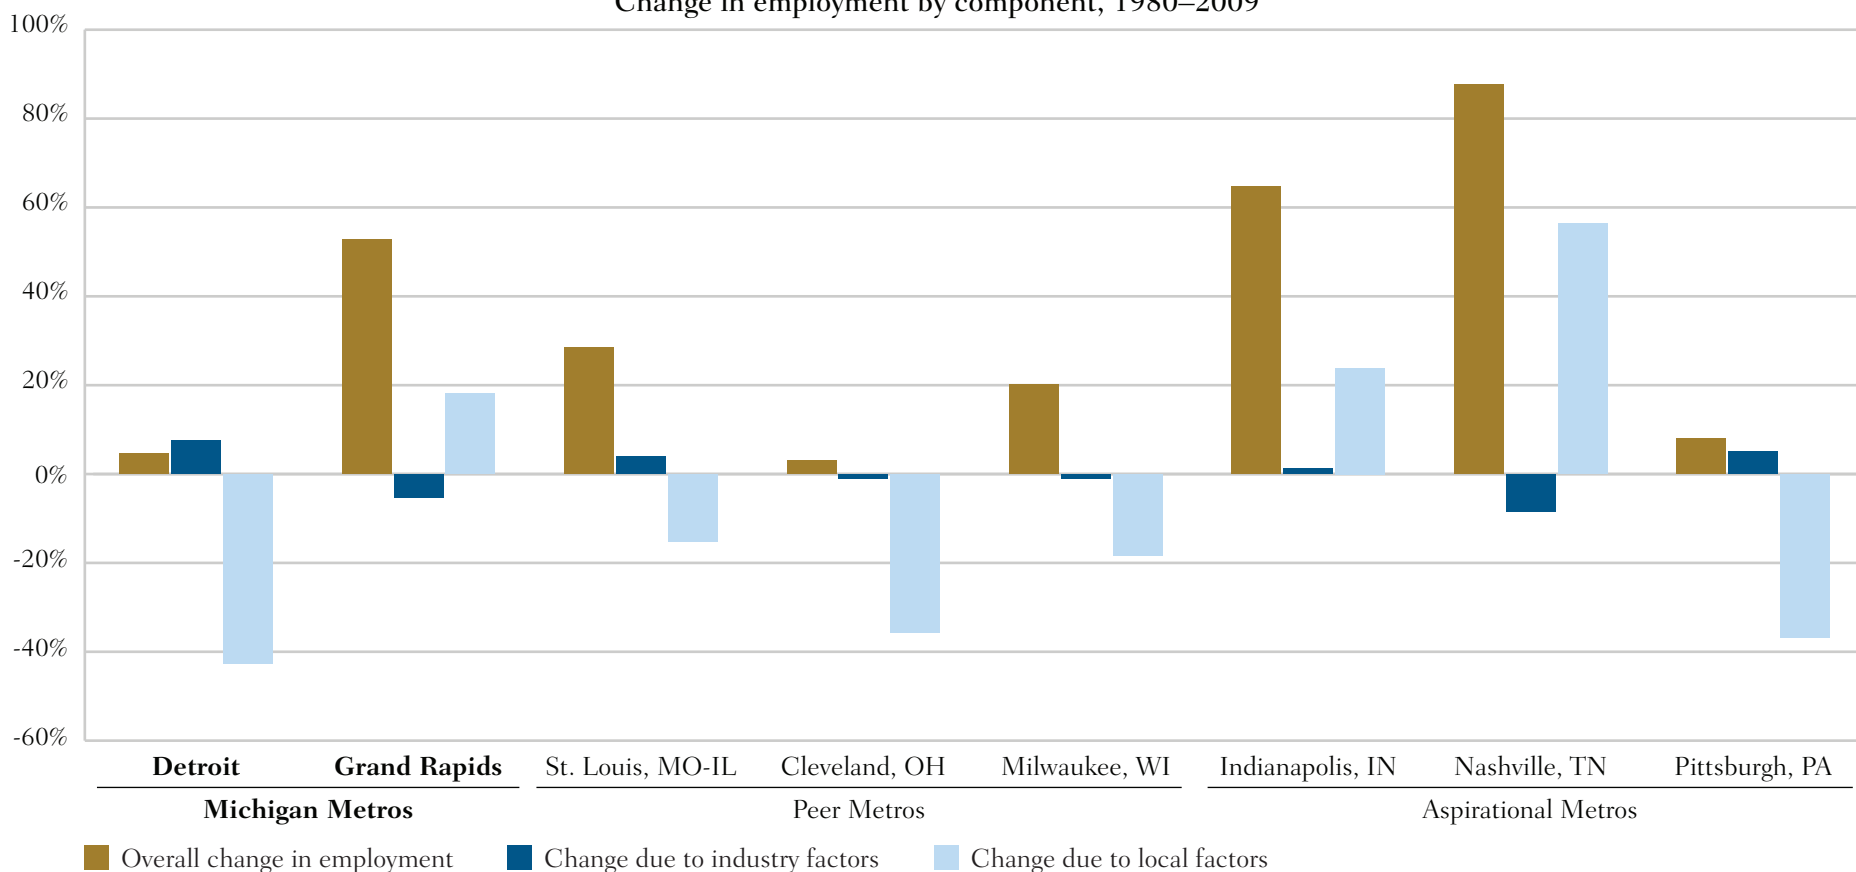 Change in employment by component, 1980–2009
100%
80%
60%
40%
20%
0%
-20%
-40%
-60%
Detroit Grand Rapids St. Louis, MO-IL Cleveland, OH Milwaukee, WI Indianapolis, IN Nashville, TN Pittsburgh, PA
Michigan Metros Peer Metros Aspirational Metros
Overall change in employment Change due to industry factors Change due to local factors